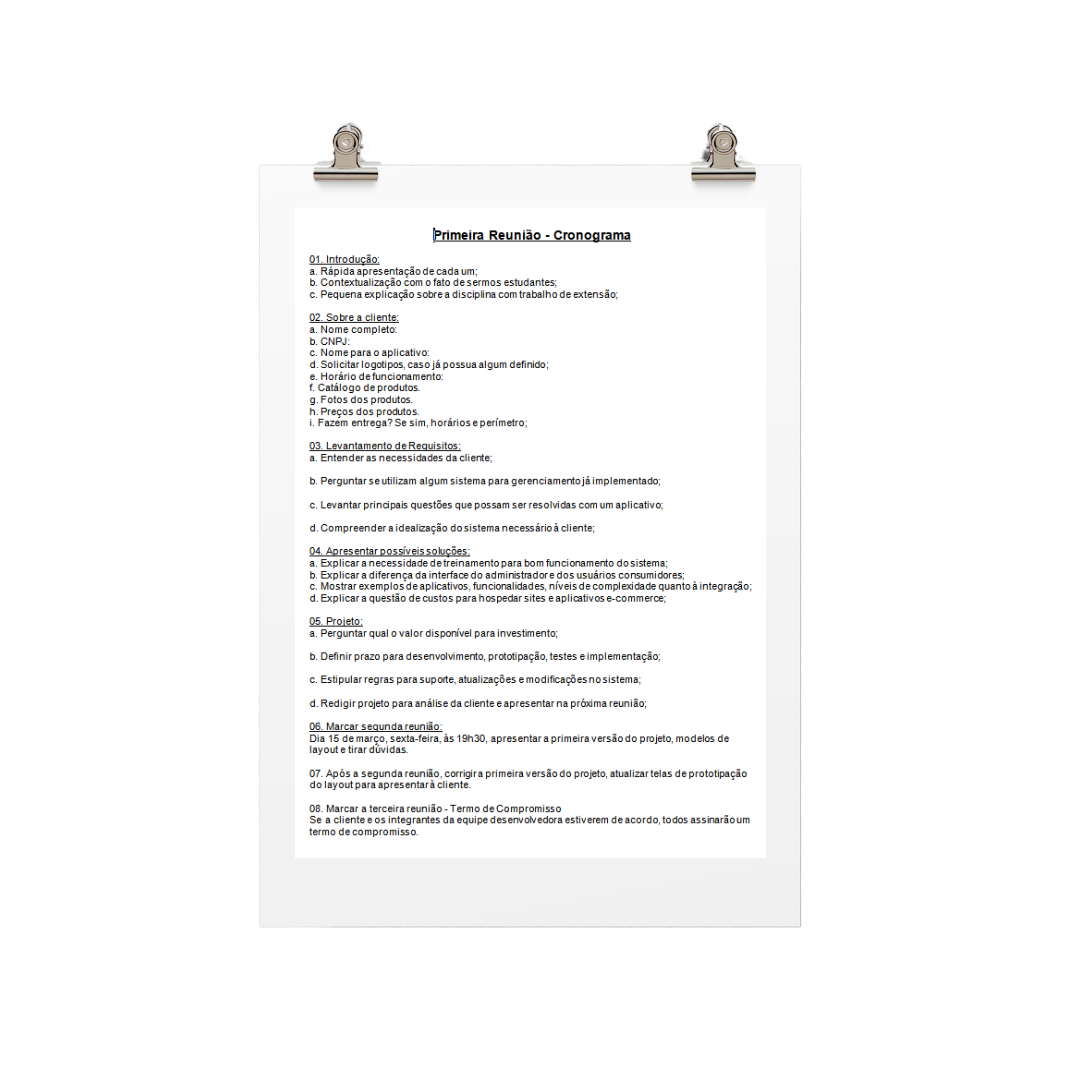 Primeira Reunião - Cronograma
01. Introdução:
a. Rápida apresentação de cada um;
b. Contextualização com o fato de sermos estudantes;
c. Pequena explicação sobre a disciplina com trabalho de extensão;
02. Sobre a cliente:
a. Nome completo:
b. CNPJ:
c. Nome para o aplicativo:
d. Solicitar logotipos, caso já possua algum definido;
e. Horário de funcionamento:
f. Catálogo de produtos.
g. Fotos dos produtos.
h. Preços dos produtos.
i. Fazem entrega? Se sim, horários e perímetro;
03. Levantamento de Requisitos:
a. Entender as necessidades da cliente;
b. Perguntar se utilizam algum sistema para gerenciamento já implementado;
c. Levantar principais questões que possam ser resolvidas com um aplicativo;
d. Compreender a idealização do sistema necessário à cliente;
04. Apresentar possíveis soluções:
a. Explicar a necessidade de treinamento para bom funcionamento do sistema;
b. Explicar a diferença da interface do administrador e dos usuários consumidores;
c. Mostrar exemplos de aplicativos, funcionalidades, níveis de complexidade quanto à integração;
d. Explicar a questão de custos para hospedar sites e aplicativos e-commerce;
05. Projeto:
a. Perguntar qual o valor disponível para investimento;
b. Definir prazo para desenvolvimento, prototipação, testes e implementação;
c. Estipular regras para suporte, atualizações e modificações no sistema;
d. Redigir projeto para análise da cliente e apresentar na próxima reunião;
06. Marcar segunda reunião:
Dia 15 de março, sexta-feira, às 19h30, apresentar a primeira versão do projeto, modelos de
layout e tirar dúvidas.
07. Após a segunda reunião, corrigir a primeira versão do projeto, atualizar telas de prototipação
do layout para apresentar à cliente.
08. Marcar a terceira reunião - Termo de Compromisso
Se a cliente e os integrantes da equipe desenvolvedora estiverem de acordo, todos assinarão um
termo de compromisso.